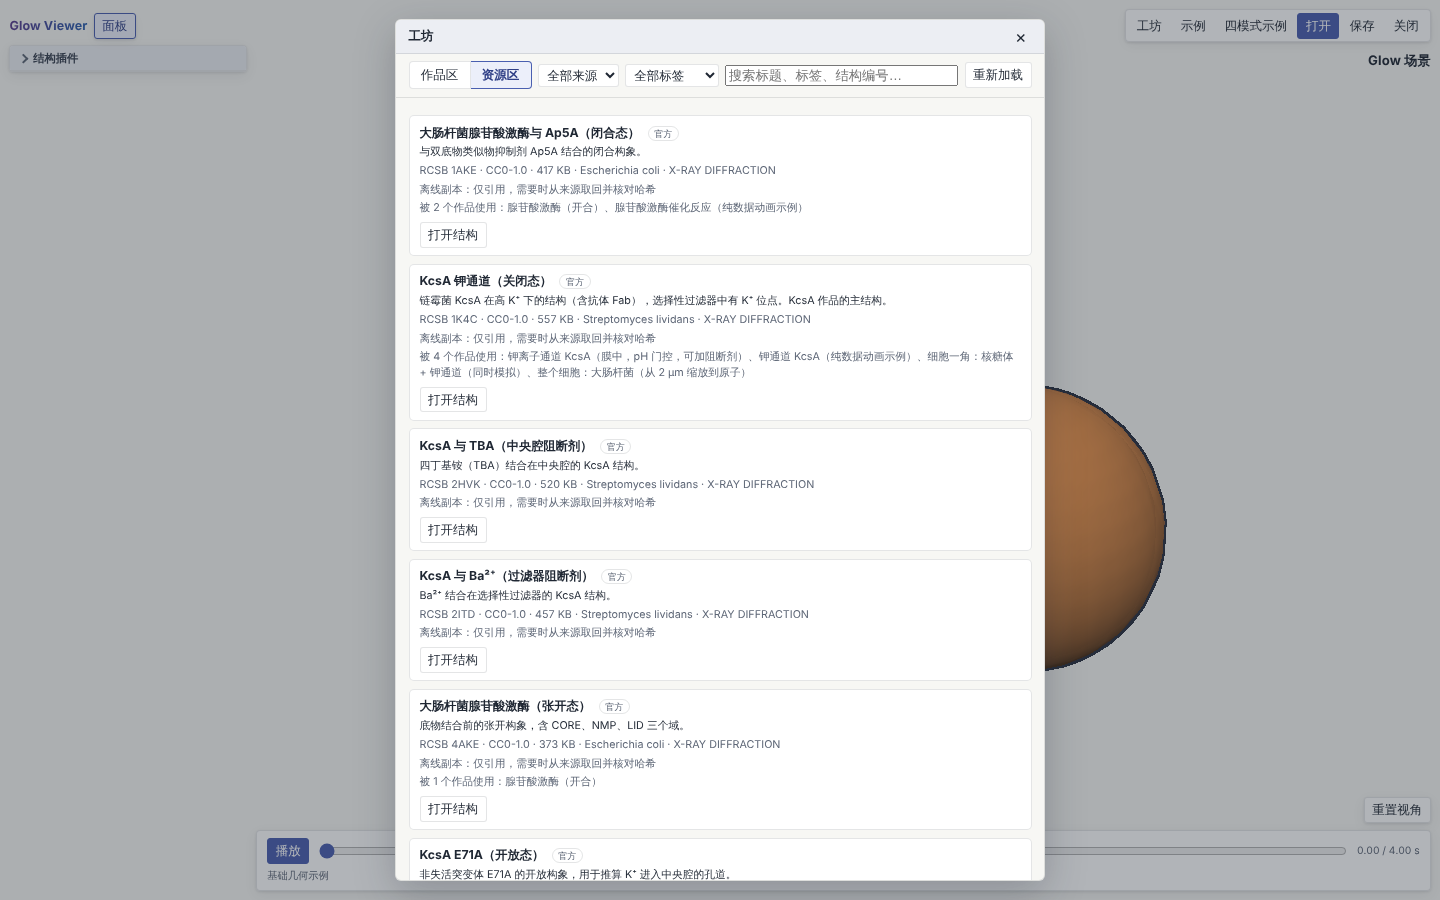 Glow Viewer 面板
结构插件
工坊 示例 四模式示例 打开 保存 关闭
Glow 场景
工坊 ×
作品区 资源区 全部来源 全部标签 搜索标题、标签、结构编号… 重新加载
大肠杆菌腺苷酸激酶与 Ap5A（闭合态） 官方
与双底物类似物抑制剂 Ap5A 结合的闭合构象。
RCSB 1AKE · CC0-1.0 · 417 KB · Escherichia coli · X-RAY DIFFRACTION
离线副本：仅引用，需要时从来源取回并核对哈希
被 2 个作品使用：腺苷酸激酶（开合）、腺苷酸激酶催化反应（纯数据动画示例）
打开结构
KcsA 钾通道（关闭态） 官方
链霉菌 KcsA 在高 K⁺ 下的结构（含抗体 Fab），选择性过滤器中有 K⁺ 位点。KcsA 作品的主结构。
RCSB 1K4C · CC0-1.0 · 557 KB · Streptomyces lividans · X-RAY DIFFRACTION
离线副本：仅引用，需要时从来源取回并核对哈希
被 4 个作品使用：钾离子通道 KcsA（膜中，pH 门控，可加阻断剂）、钾通道 KcsA（纯数据动画示例）、细胞一角：核糖体
+ 钾通道（同时模拟）、整个细胞：大肠杆菌（从 2 μm 缩放到原子）
打开结构
KcsA 与 TBA（中央腔阻断剂） 官方
四丁基铵（TBA）结合在中央腔的 KcsA 结构。
RCSB 2HVK · CC0-1.0 · 520 KB · Streptomyces lividans · X-RAY DIFFRACTION
离线副本：仅引用，需要时从来源取回并核对哈希
打开结构
KcsA 与 Ba²⁺（过滤器阻断剂） 官方
Ba²⁺ 结合在选择性过滤器的 KcsA 结构。
RCSB 2ITD · CC0-1.0 · 457 KB · Streptomyces lividans · X-RAY DIFFRACTION
离线副本：仅引用，需要时从来源取回并核对哈希
打开结构
大肠杆菌腺苷酸激酶（张开态） 官方
底物结合前的张开构象，含 CORE、NMP、LID 三个域。
RCSB 4AKE · CC0-1.0 · 373 KB · Escherichia coli · X-RAY DIFFRACTION
离线副本：仅引用，需要时从来源取回并核对哈希
被 1 个作品使用：腺苷酸激酶（开合）
打开结构
KcsA E71A（开放态） 官方
非失活突变体 E71A 的开放构象，用于推算 K⁺ 进入中央腔的孔道。
重置视角
播放 0.00 / 4.00 s
基础几何示例